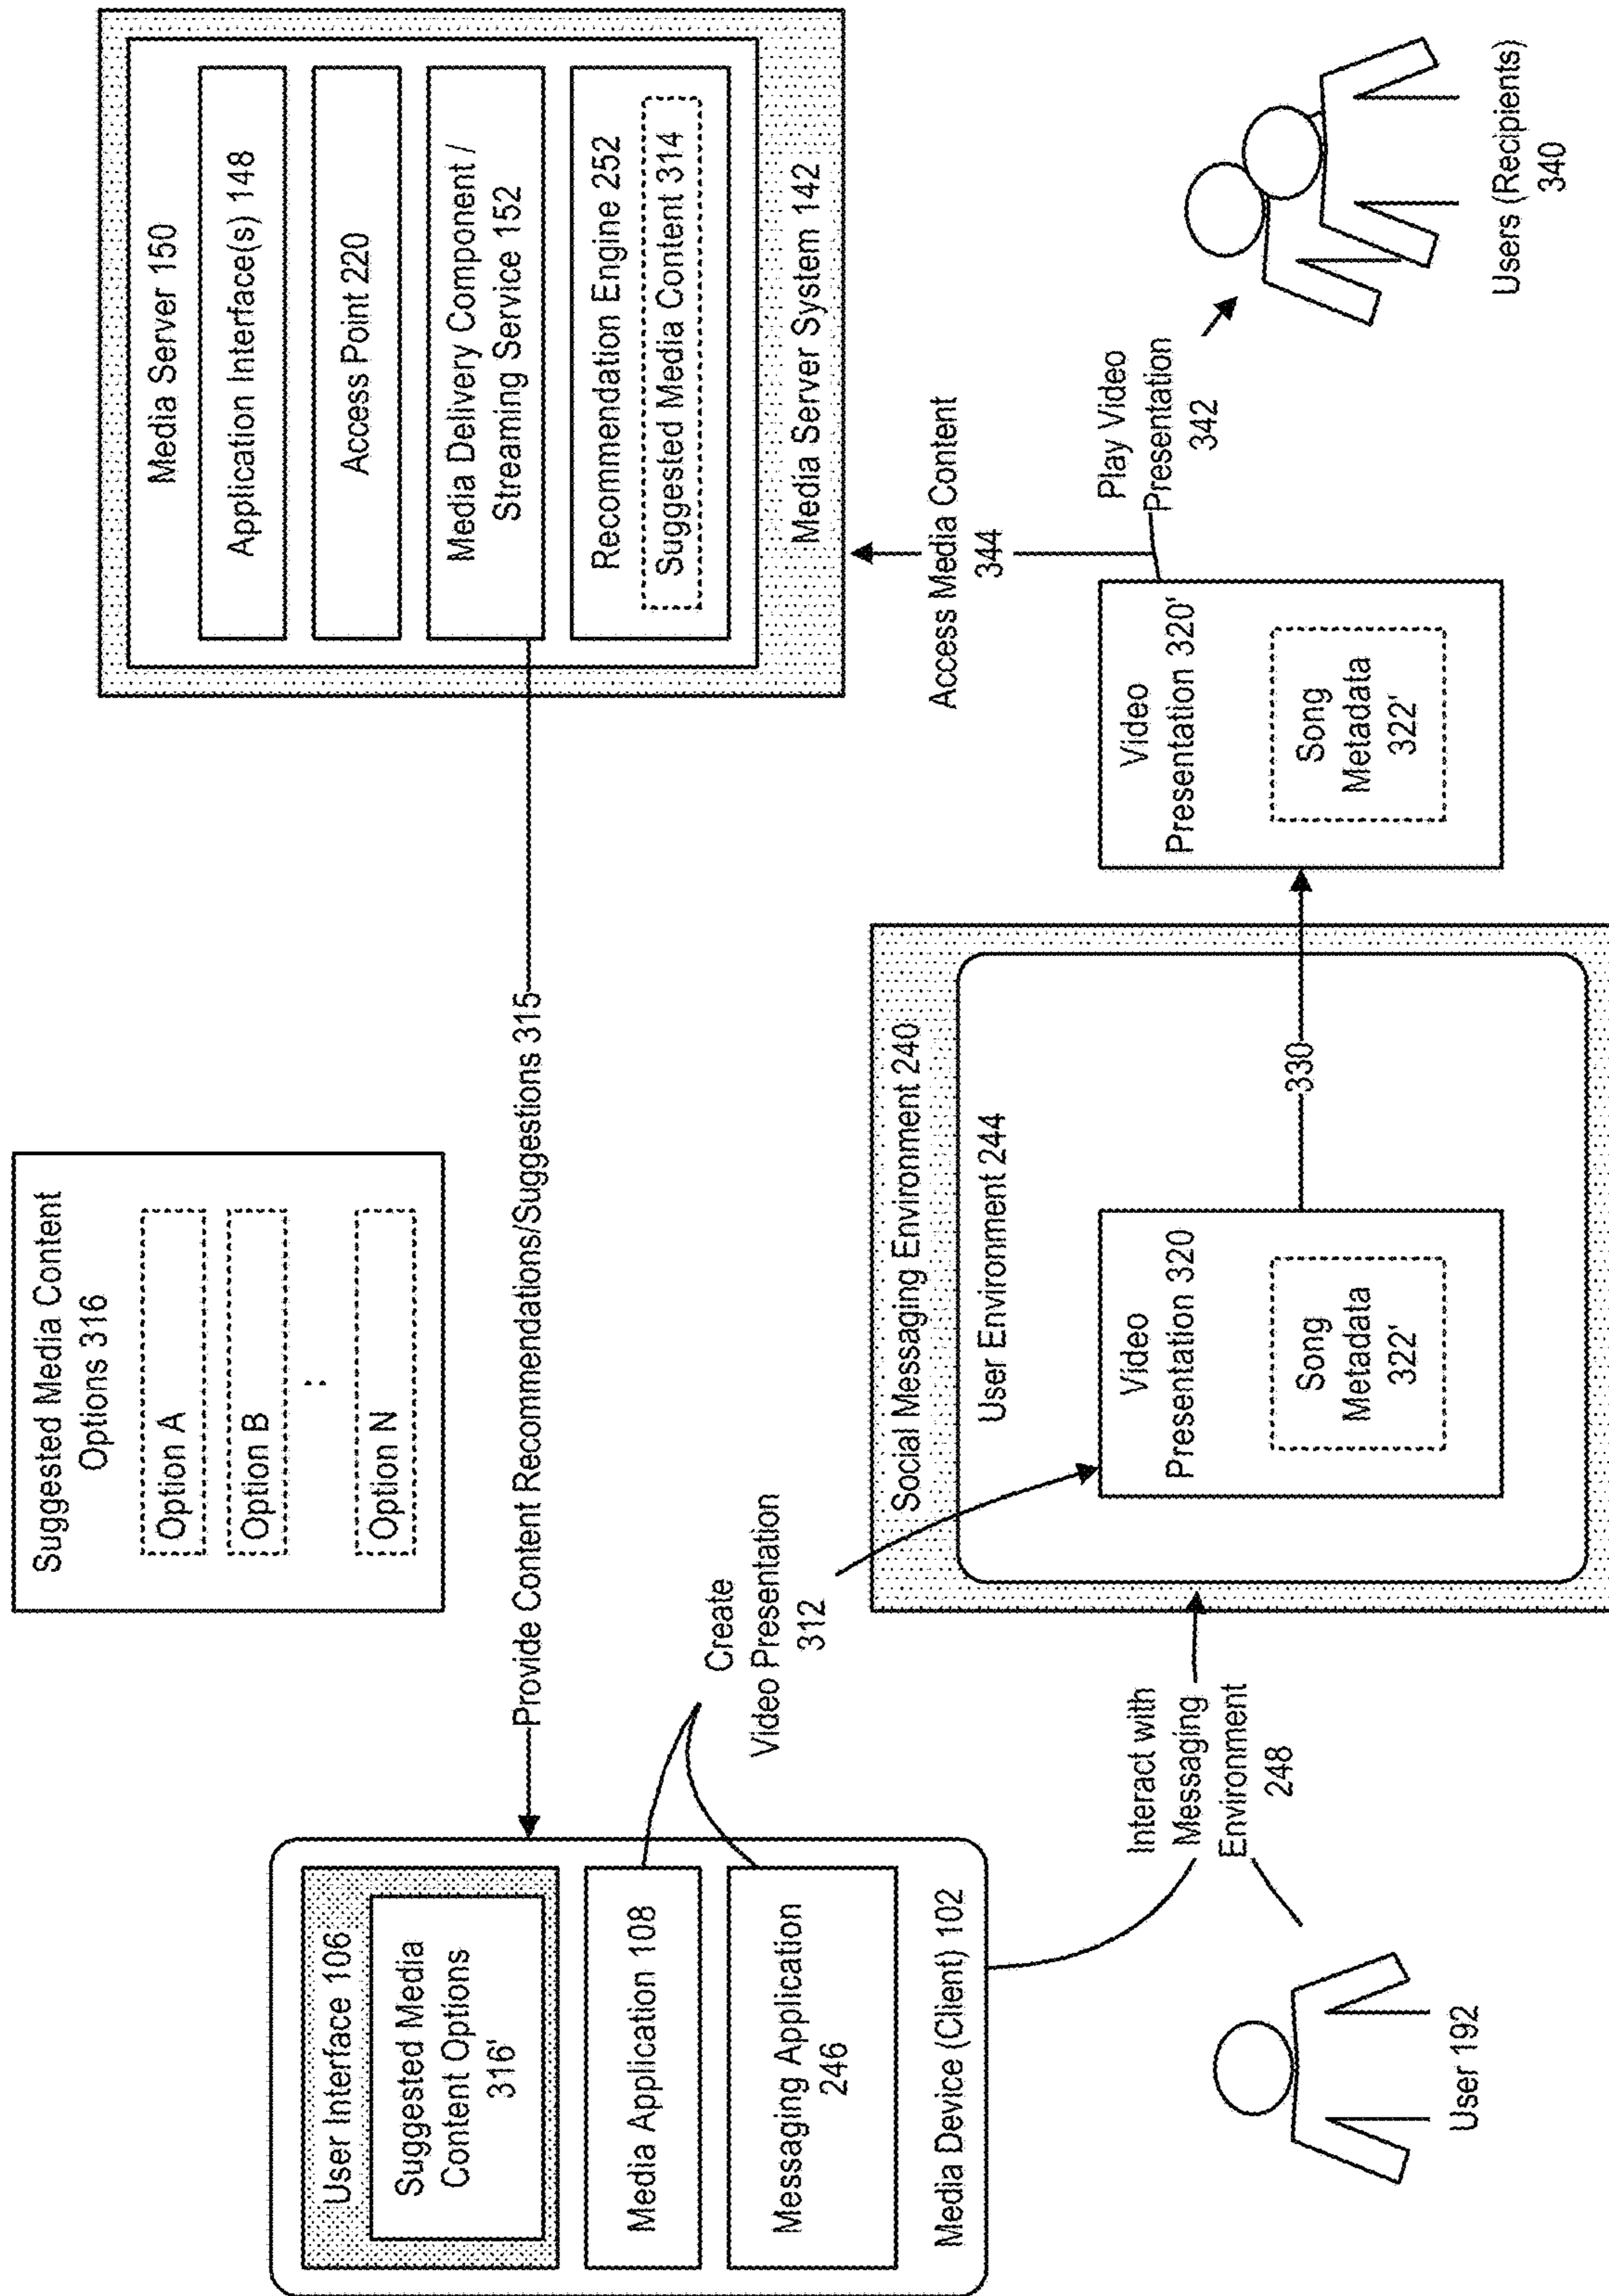 Suggested Media Content
Options 316
Option A
Option B
:
Option N
User Interface 106
Suggested Media
Content Options
316'
Media Application 108
Messaging Application
246
Media Device (Client) 102
Provide Content Recommendations/Suggestions 315
Media Server 150
Application Interface(s) 148
Access Point 220
Media Delivery Component /
Streaming Service 152
Recommendation Engine 252
Suggested Media Content 314
Media Server System 142
Create
Video Presentation
312
Social Messaging Environment 240
User Environment 244
Video
Presentation 320
Song
Metadata
322'
330
Interact with
Messaging
Environment
248
User 192
Access Media Content
344
Video
Presentation 320'
Song
Metadata
322'
Play Video
Presentation
342
Users (Recipients)
340